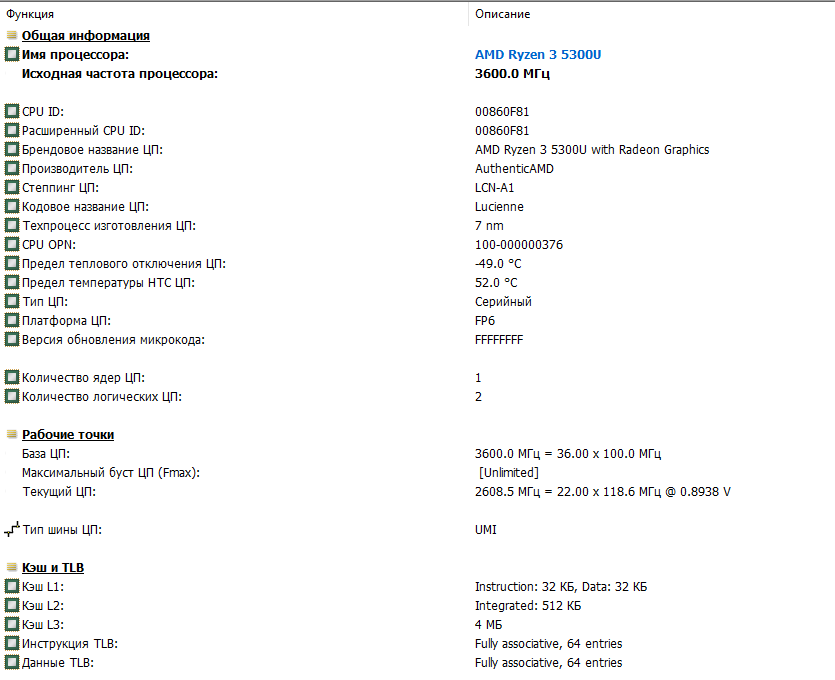 Функция Описание
Общая информация
Имя процессора: AMD Ryzen 3 5300U
Исходная частота процессора: 3600.0 МГц
CPU ID: 00860F81
Расширенный CPU ID: 00860F81
Брендовое название ЦП: AMD Ryzen 3 5300U with Radeon Graphics
Производитель ЦП: AuthenticAMD
Степпинг ЦП: LCN-A1
Кодовое название ЦП: Lucienne
Техпроцесс изготовления ЦП: 7 nm
CPU OPN: 100-000000376
Предел теплового отключения ЦП: -49.0 °C
Предел температуры HTC ЦП: 52.0 °C
Тип ЦП: Серийный
Платформа ЦП: FP6
Версия обновления микрокода: FFFFFFFF
Количество ядер ЦП: 1
Количество логических ЦП: 2
Рабочие точки
База ЦП: 3600.0 МГц = 36.00 x 100.0 МГц
Максимальный буст ЦП (Fmax): [Unlimited]
Текущий ЦП: 2608.5 МГц = 22.00 x 118.6 МГц @ 0.8938 V
Тип шины ЦП: UMI
Кэш и TLB
Кэш L1: Instruction: 32 КБ, Data: 32 КБ
Кэш L2: Integrated: 512 КБ
Кэш L3: 4 МБ
Инструкция TLB: Fully associative, 64 entries
Данные TLB: Fully associative, 64 entries